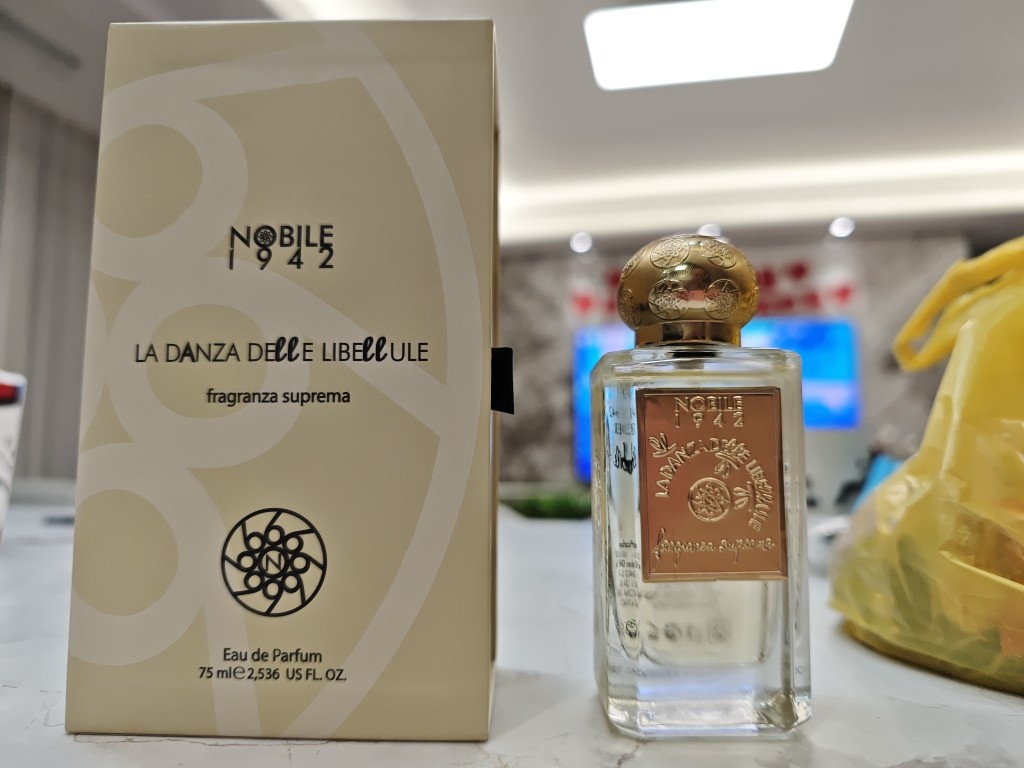 NOBILE
1942
LA DANZA DELLE LIBELLULE
fragranza suprema
N
Eau de Parfum
75 ml℮2,536 US FL. OZ.
NOBILE
1942
LA DANZA DELLE LIBELLULE
fragranza suprema